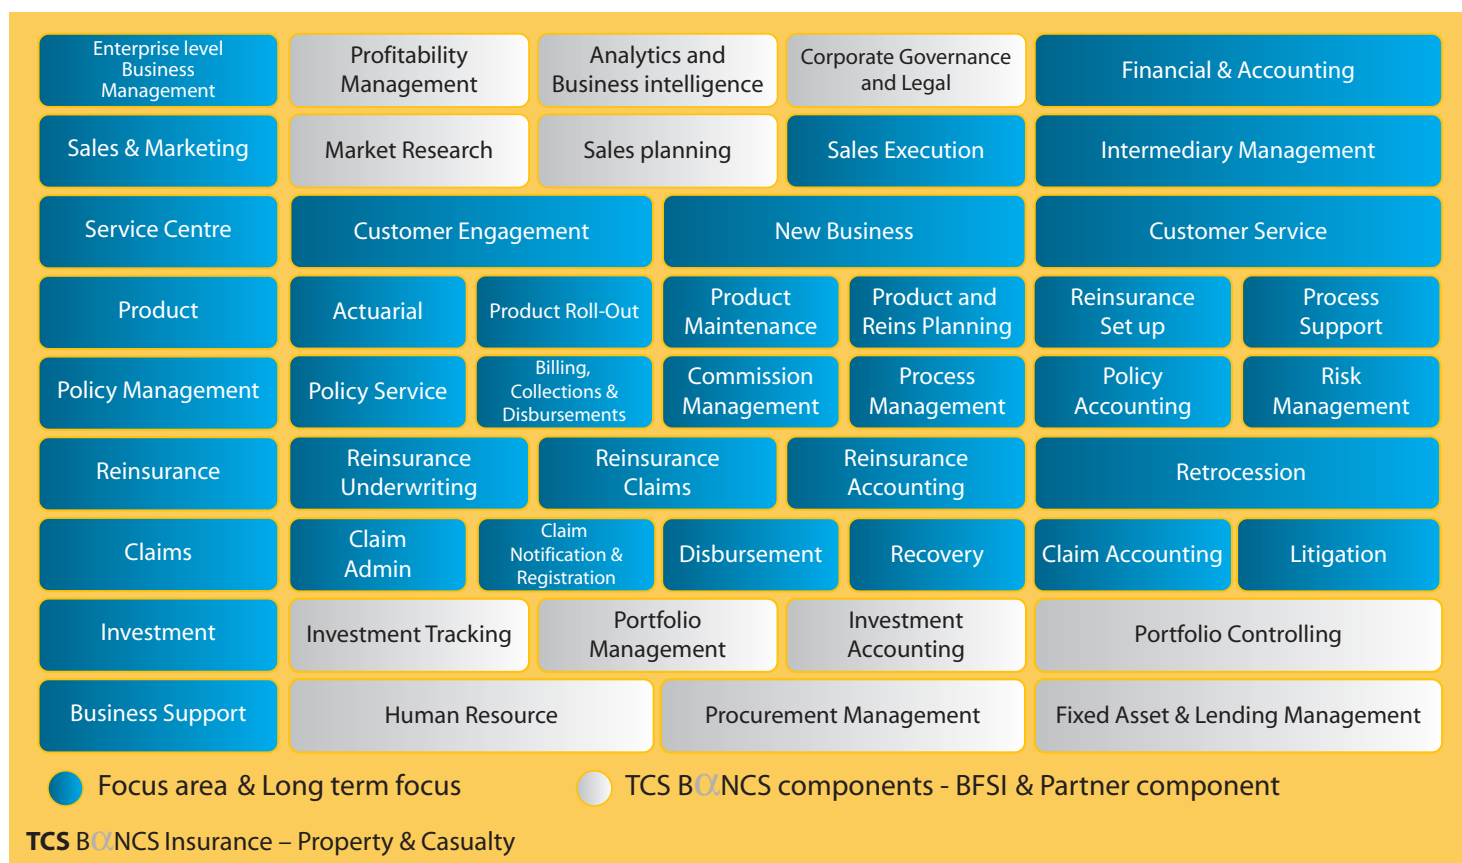 Enterprise level
Business
Management
Profitability
Management
Analytics and
Business intelligence
Corporate Governance
and Legal
Financial & Accounting
Sales & Marketing
Market Research
Sales planning
Sales Execution
Intermediary Management
Service Centre
Customer Engagement
New Business
Customer Service
Product
Actuarial
Product Roll-Out
Product
Maintenance
Product and
Reins Planning
Reinsurance
Set up
Process
Support
Policy Management
Policy Service
Billing,
Collections &
Disbursements
Commission
Management
Process
Management
Policy
Accounting
Risk
Management
Reinsurance
Reinsurance
Underwriting
Reinsurance
Claims
Reinsurance
Accounting
Retrocession
Claims
Claim
Admin
Claim
Notification &
Registration
Disbursement
Recovery
Claim Accounting
Litigation
Investment
Investment Tracking
Portfolio
Management
Investment
Accounting
Portfolio Controlling
Business Support
Human Resource
Procurement Management
Fixed Asset & Lending Management
Focus area & Long term focus
TCS BαNCS components - BFSI & Partner component
TCS BαNCS Insurance – Property & Casualty